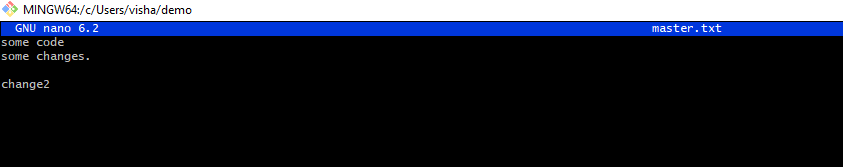 MINGW64:/c/Users/visha/demo
GNU nano 6.2 master.txt
some code
some changes.
change2